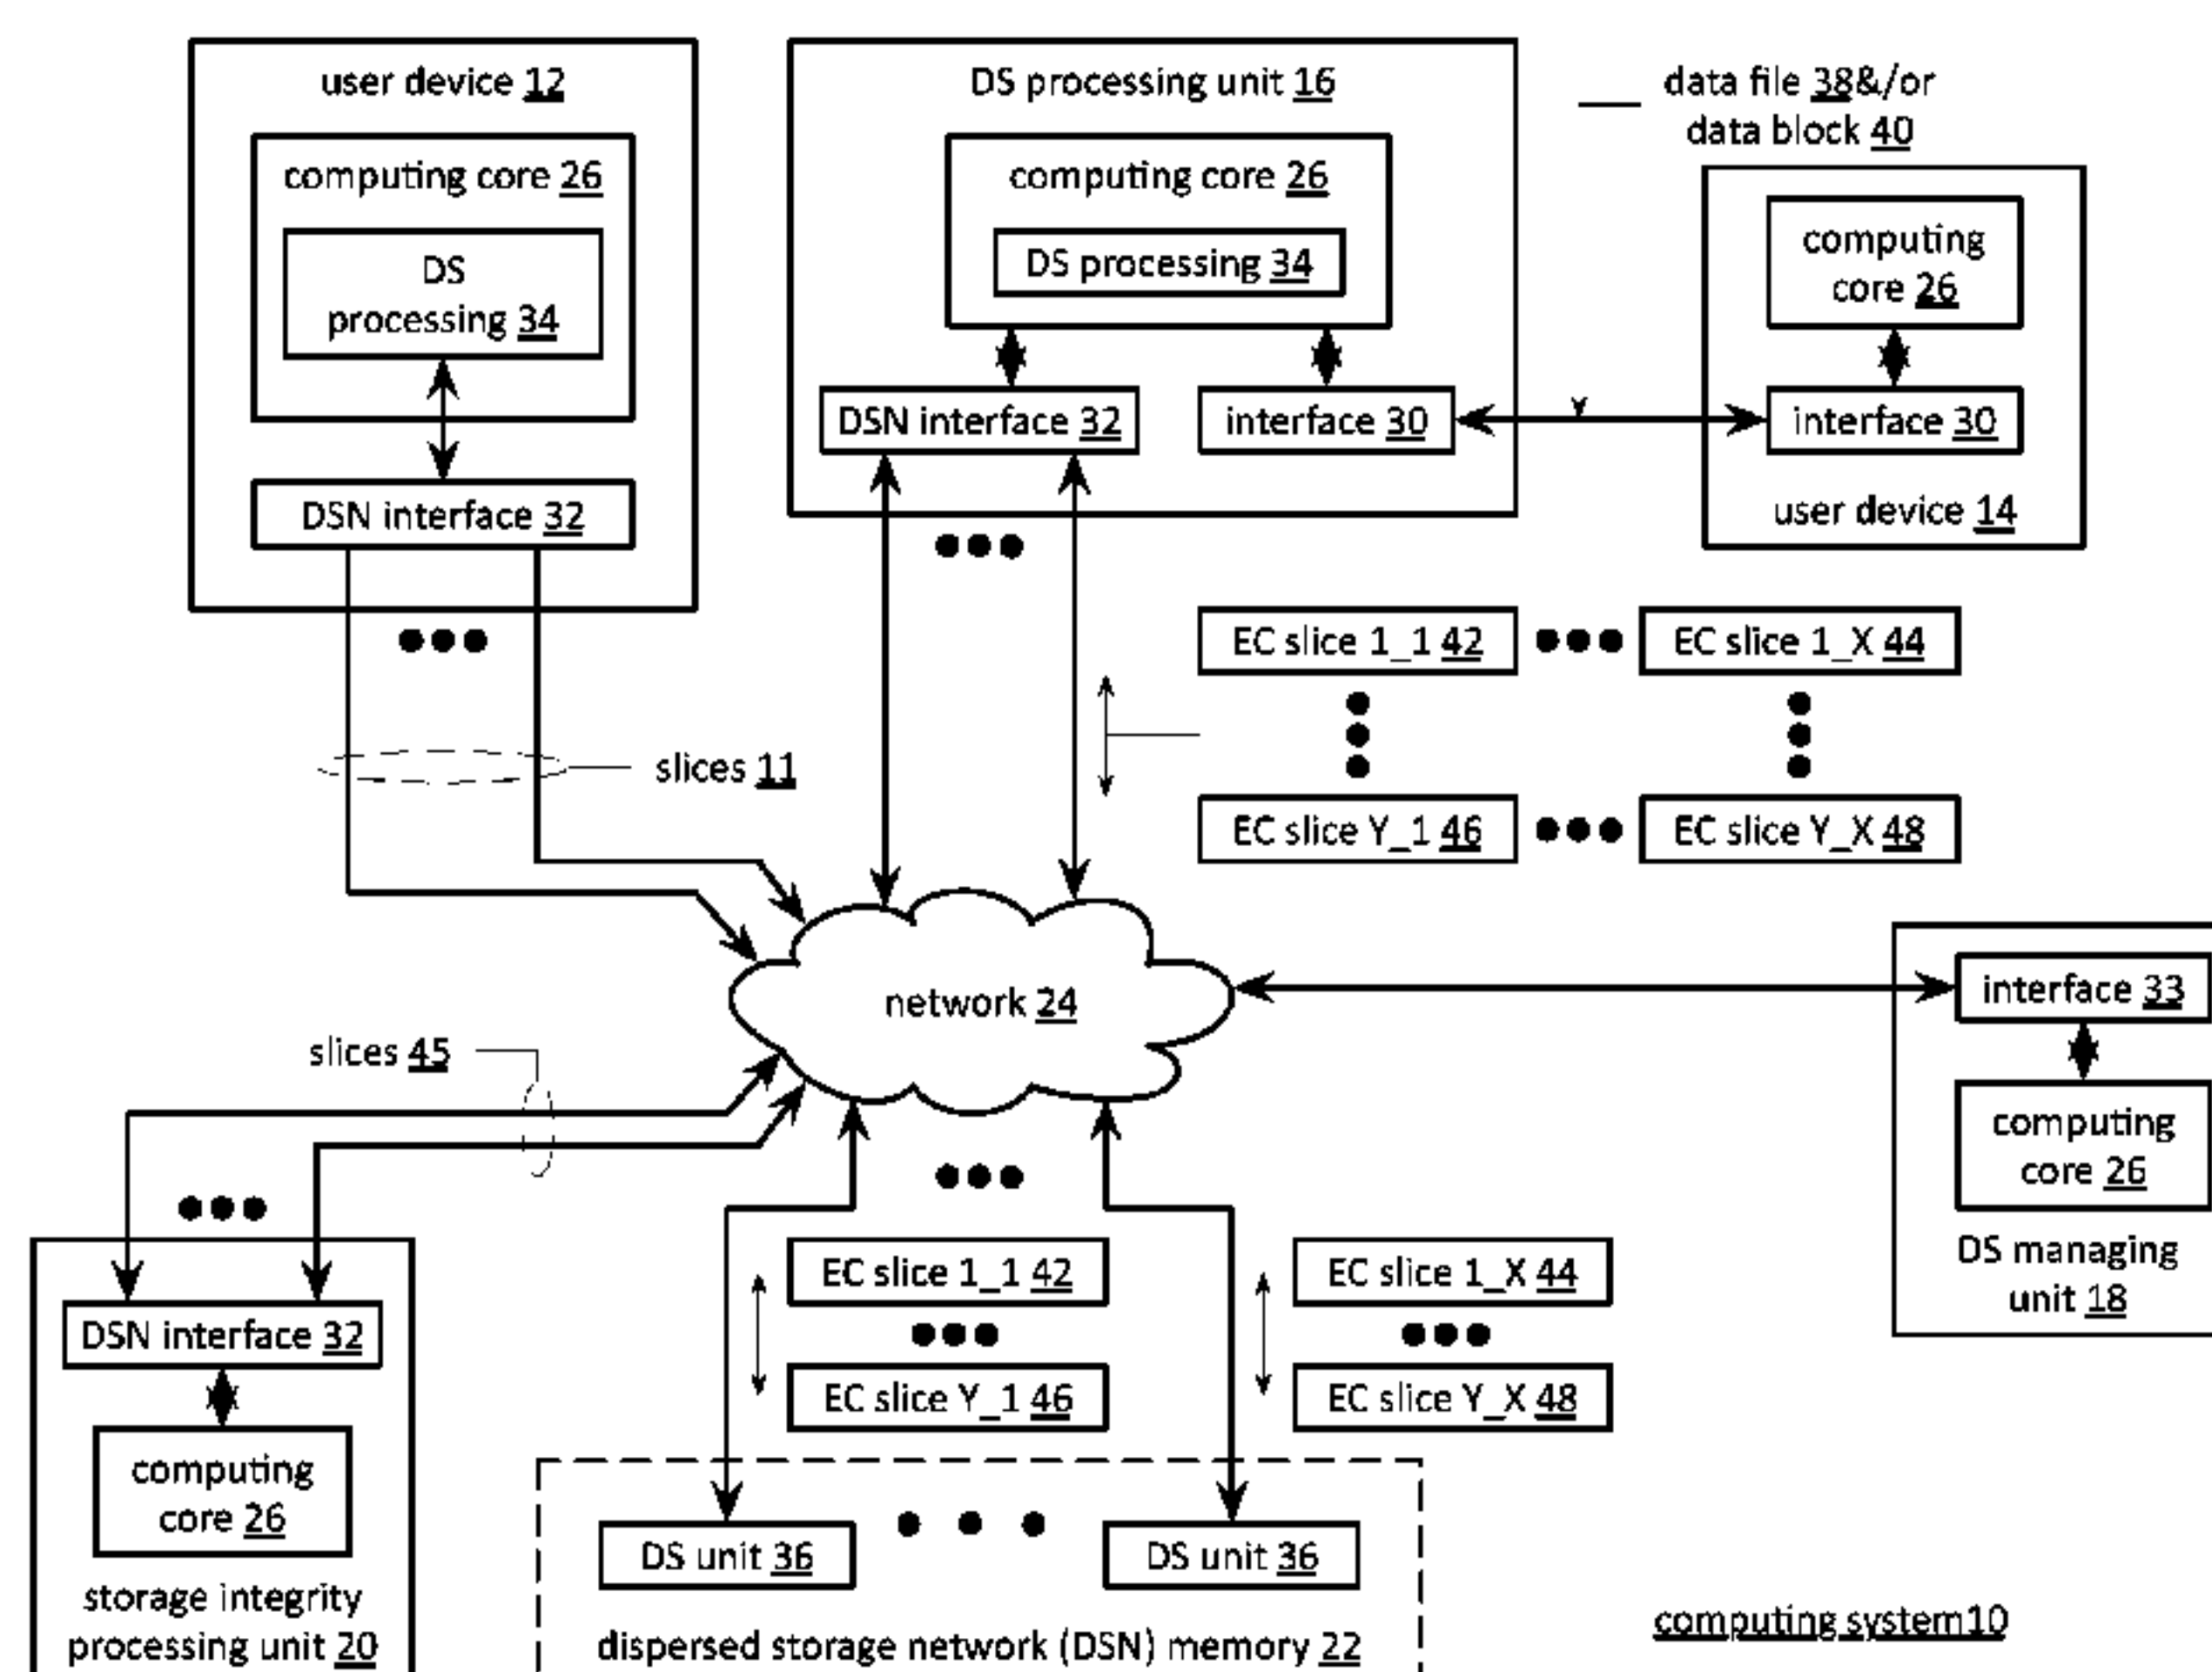 user device 12
computing core 26
DS
processing 34
DSN interface 32
DS processing unit 16
computing core 26
DS processing 34
DSN interface 32
interface 30
data file 38&/or
data block 40
computing
core 26
interface 30
user device 14
EC slice 1_1 42
EC slice 1_X 44
EC slice Y_1 46
EC slice Y_X 48
slices 11
network 24
interface 33
computing
core 26
DS managing
unit 18
slices 45
DSN interface 32
computing
core 26
storage integrity
processing unit 20
EC slice 1_1 42
EC slice Y_1 46
EC slice 1_X 44
EC slice Y_X 48
DS unit 36
DS unit 36
dispersed storage network (DSN) memory 22
computing system10